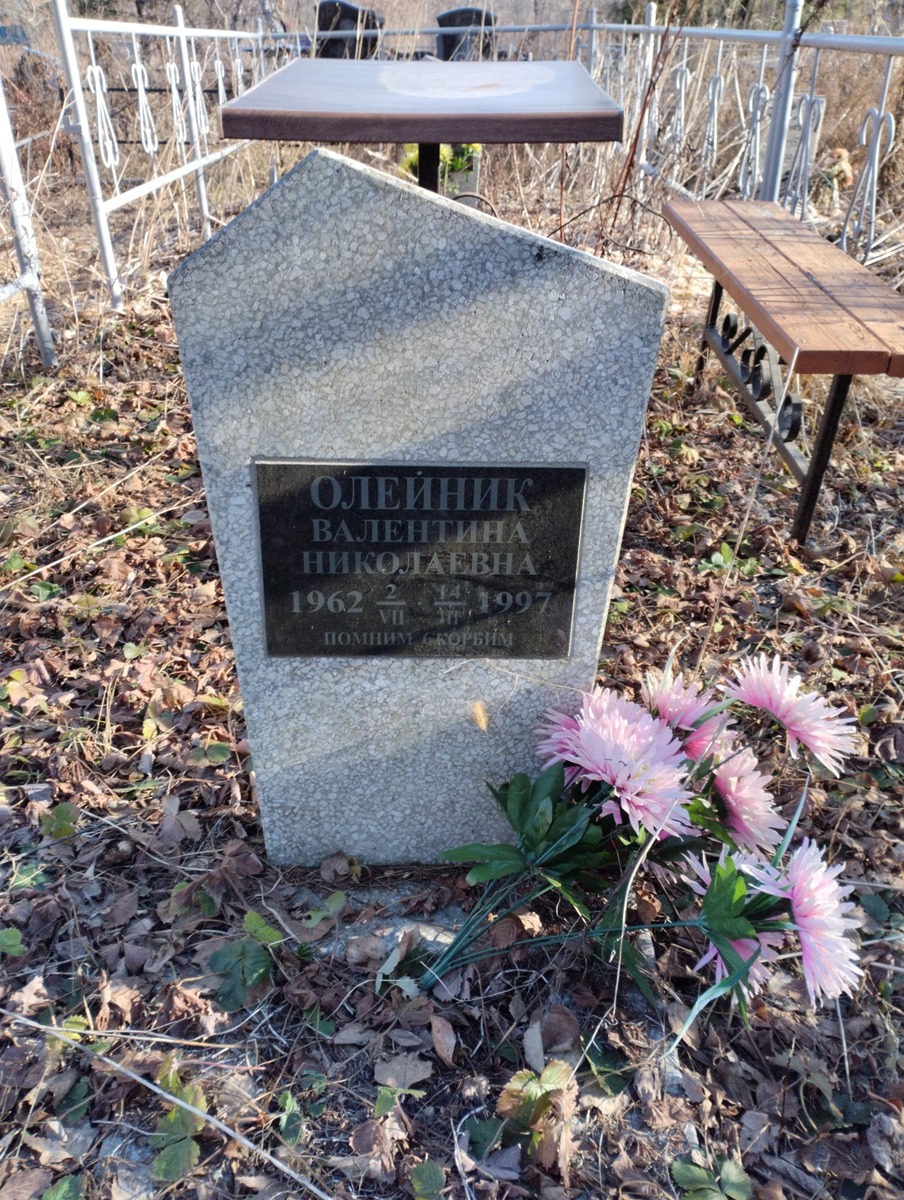 ОЛЕЙНИК
ВАЛЕНТИНА
НИКОЛАЕВНА
1962 2/VII 14/III 1997
ПОМНИМ СКОРБИМ